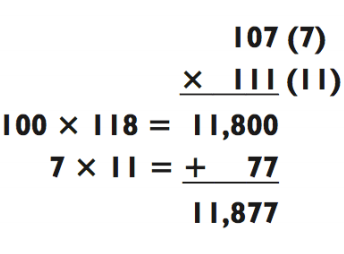 107 (7)
× 111 (11)
100 × 118 = 11,800
7 × 11 = + 77
11,877